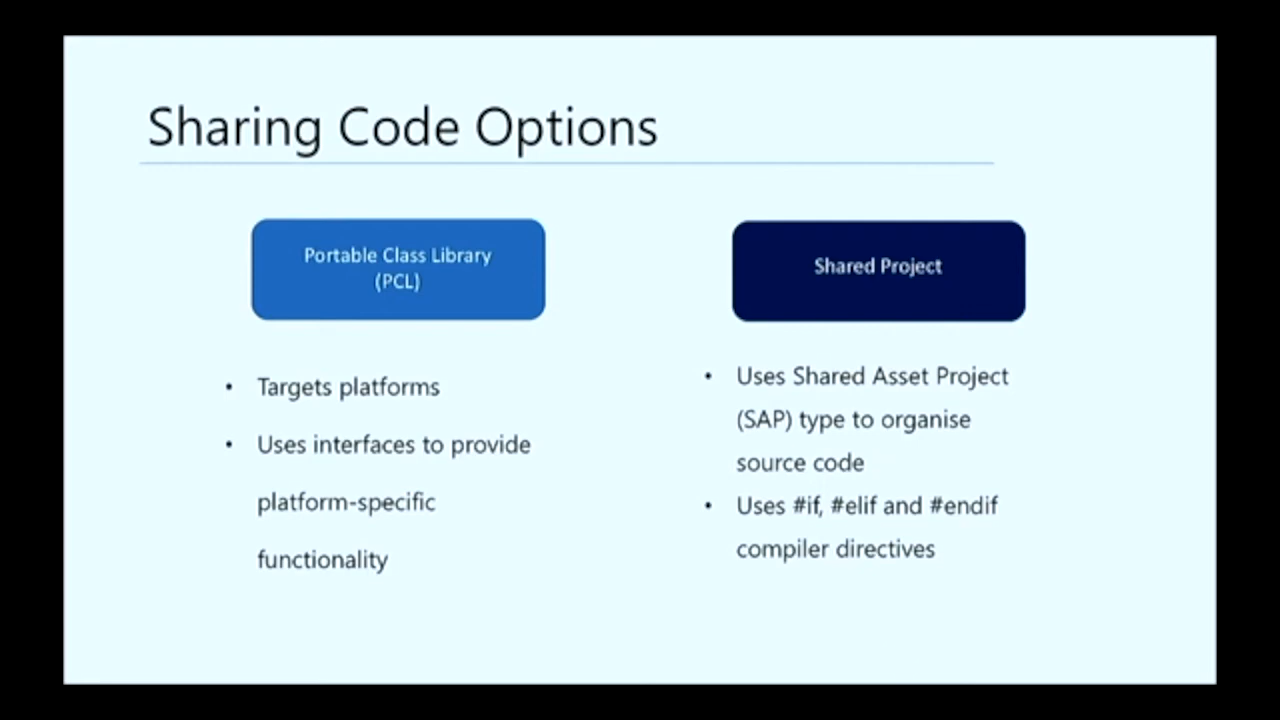 Sharing Code Options
Portable Class Library
(PCL)
• Targets platforms
• Uses interfaces to provide
platform-specific
functionality
Shared Project
• Uses Shared Asset Project
(SAP) type to organise
source code
• Uses #if, #elif and #endif
compiler directives